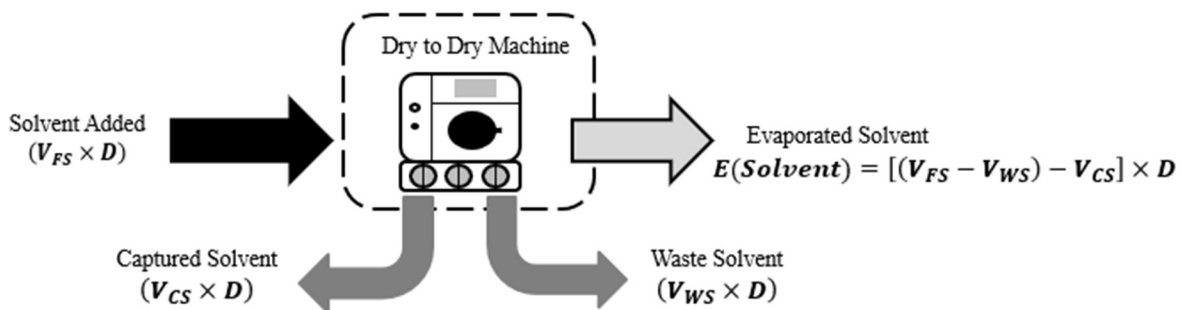 Dry to Dry Machine
Solvent Added
(V_FS × D)
Evaporated Solvent
E(Solvent) = [(V_FS − V_WS) − V_CS] × D
Captured Solvent
(V_CS × D)
Waste Solvent
(V_WS × D)